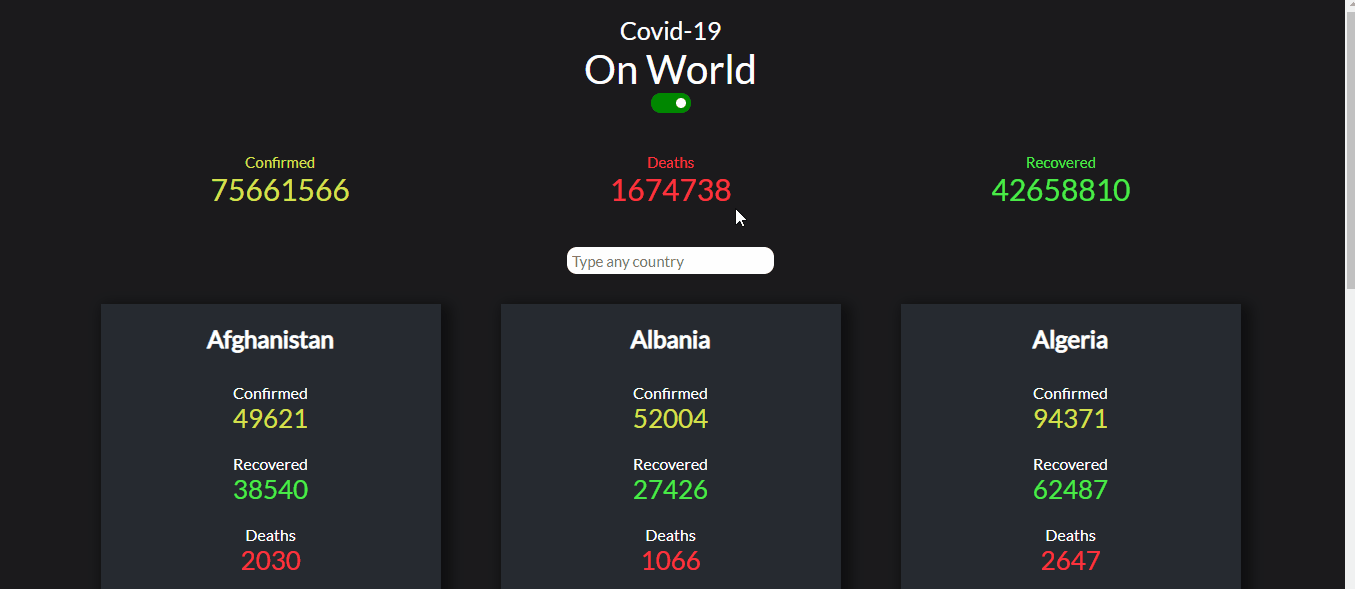 Covid-19
On World
Confirmed
75661566
Deaths
1674738
Recovered
42658810
Type any country
Afghanistan
Confirmed
49621
Recovered
38540
Deaths
2030
Albania
Confirmed
52004
Recovered
27426
Deaths
1066
Algeria
Confirmed
94371
Recovered
62487
Deaths
2647